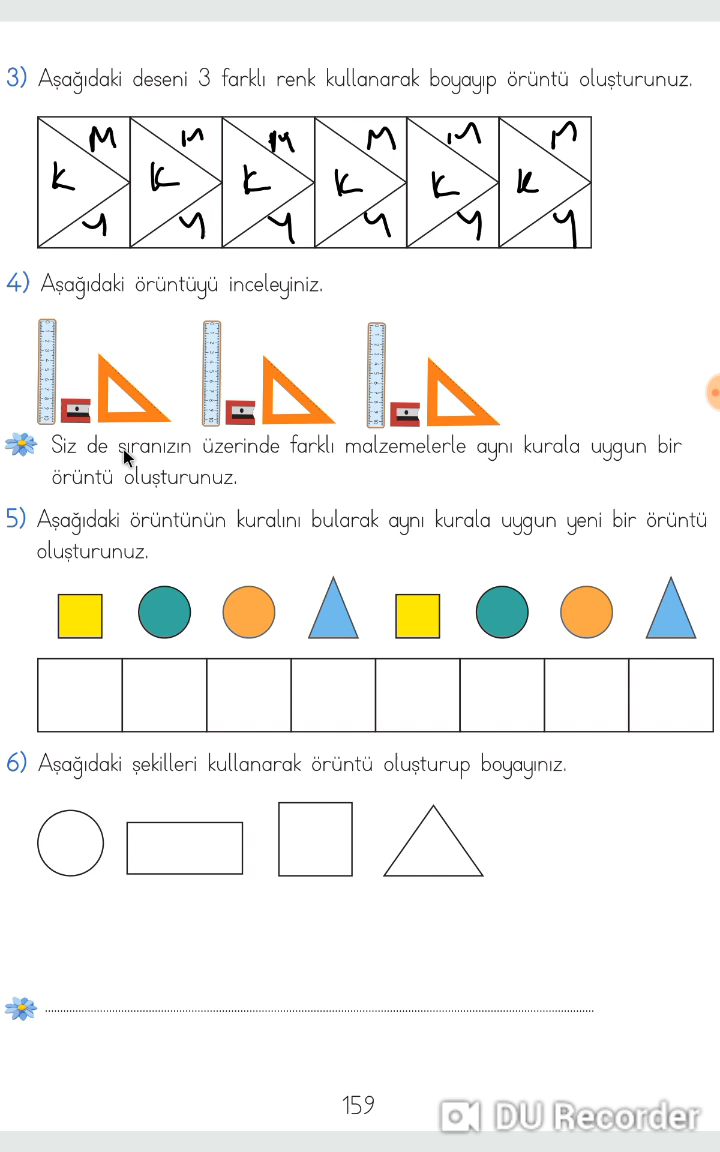 3) Aşağıdaki deseni 3 farklı renk kullanarak boyayıp örüntü oluşturunuz.
M M M M M M
K K K K K K
Y Y Y Y Y Y
4) Aşağıdaki örüntüyü inceleyiniz.
Siz de sıranızın üzerinde farklı malzemelerle aynı kurala uygun bir
örüntü oluşturunuz.
5) Aşağıdaki örüntünün kuralını bularak aynı kurala uygun yeni bir örüntü
oluşturunuz.
6) Aşağıdaki şekilleri kullanarak örüntü oluşturup boyayınız.
159
DU Recorder